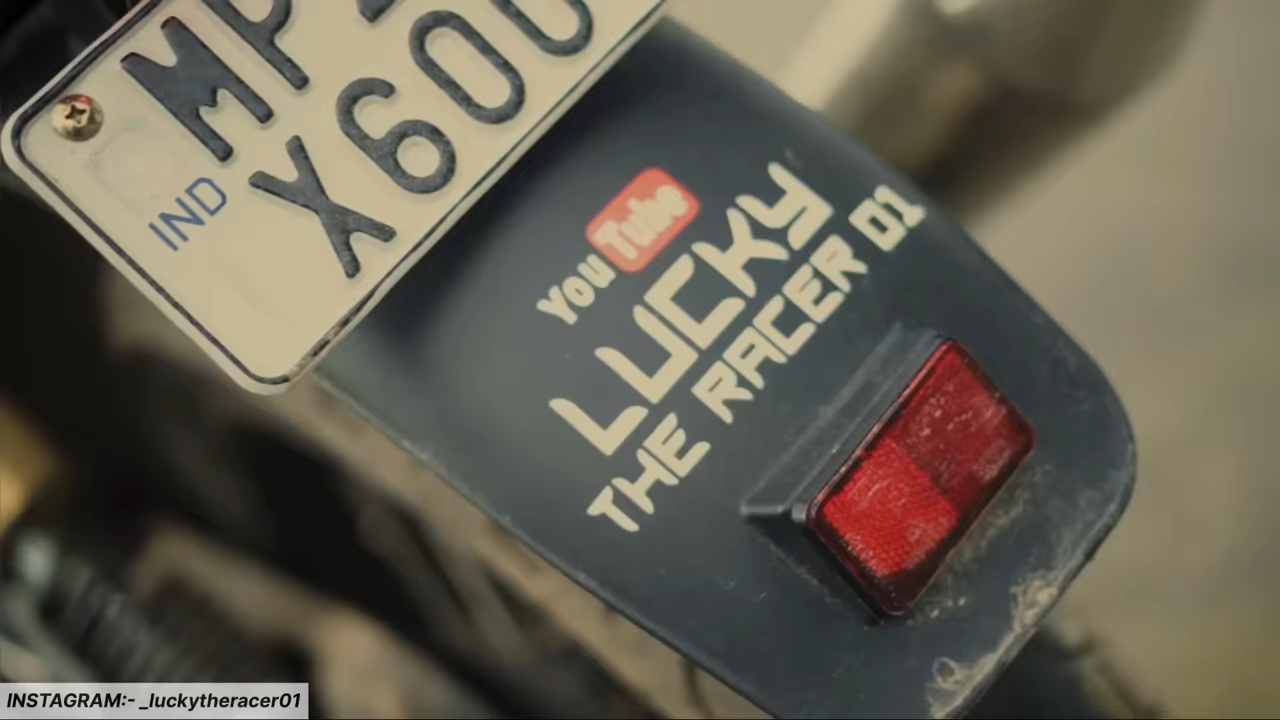 MP
X600
IND
YouTube
LUCKY
THE RACER 01
INSTAGRAM:- _luckytheracer01